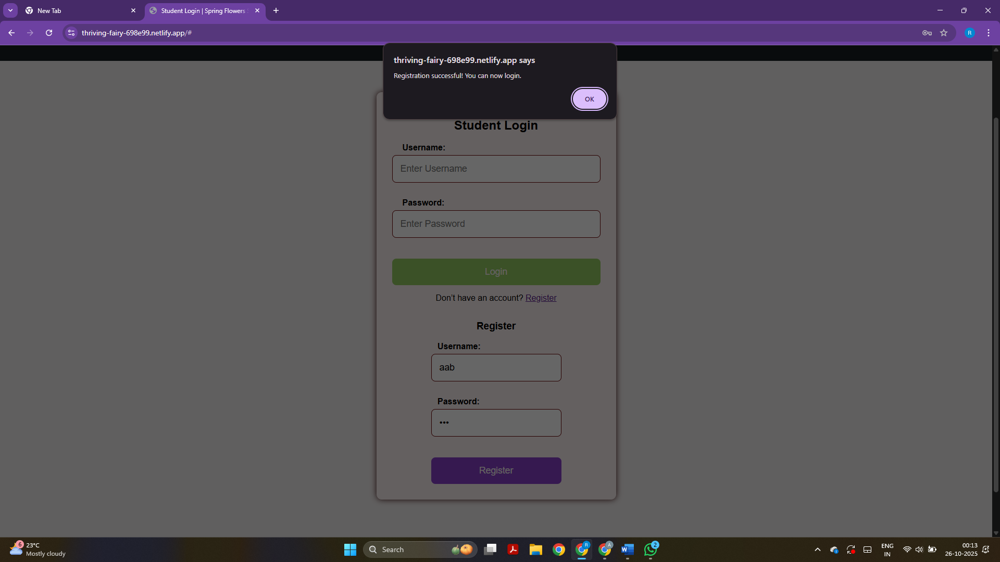 New Tab
Student Login | Spring Flowers
thriving-fairy-698e99.netlify.app/#
R
thriving-fairy-698e99.netlify.app says
Registration successful! You can now login.
OK
Student Login
Username:
Enter Username
Password:
Enter Password
Login
Don't have an account? Register
Register
Username:
aab
Password:
•••
Register
6
23°C
Mostly cloudy
Search
R
A
W
2
ENG
IN
00:13
26-10-2025